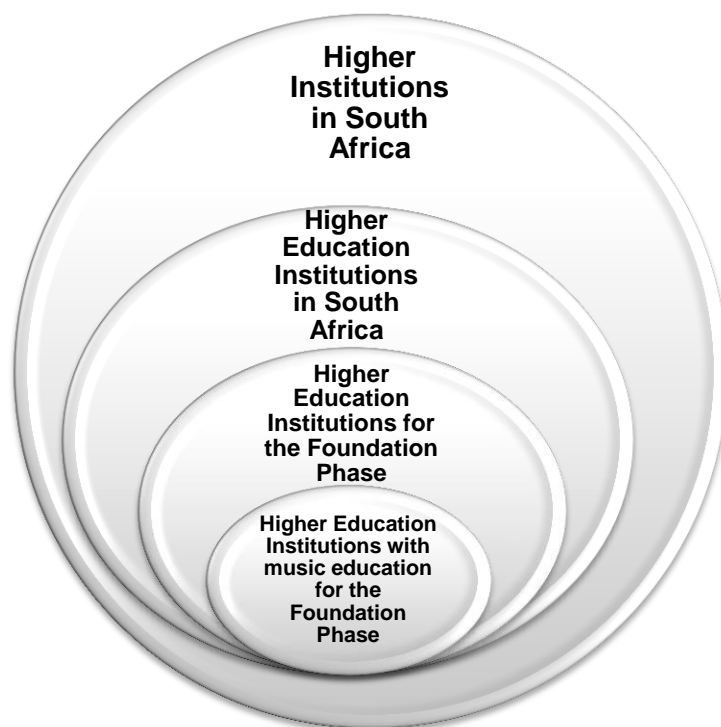 Higher
Institutions
in South
Africa
Higher
Education
Institutions
in South
Africa
Higher
Education
Institutions for
the Foundation
Phase
Higher Education
Institutions with
music education
for the
Foundation
Phase